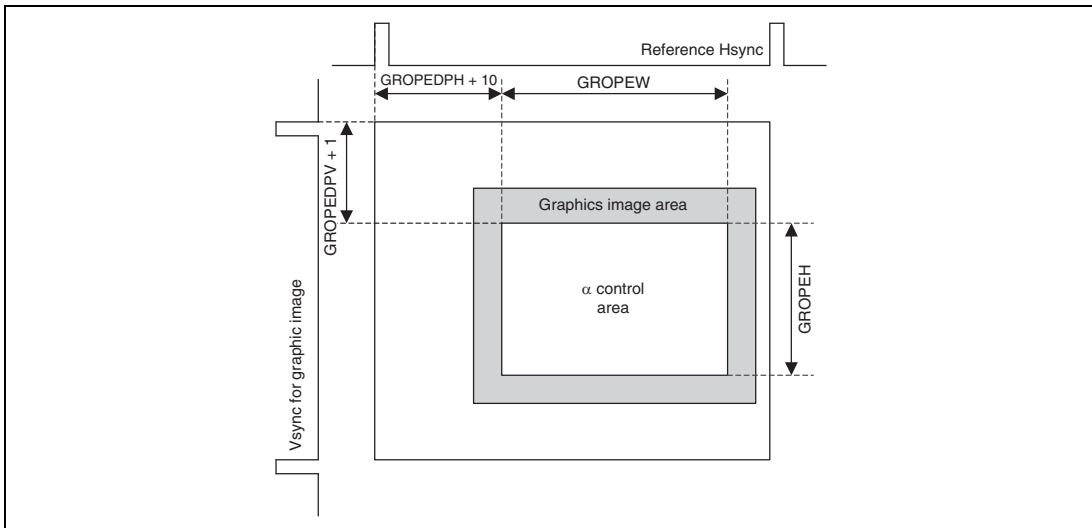 Reference Hsync
GROPEDPH + 10
GROPEW
GROPEDPV + 1
Graphics image area
α control
area
GROPEH
Vsync for graphic image